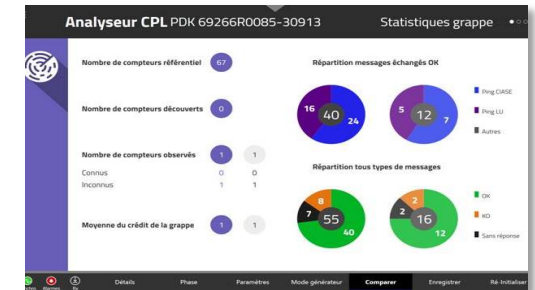 Analyseur CPL PDK 69266R0085-30913 Statistiques grappe
Nombre de compteurs référentiel 67
Nombre de compteurs découverts 0
Nombre de compteurs observés 1 1
Connus 0 0
Inconnus 1 1
Moyenne du crédit de la grappe 1 1
Répartition messages échangés OK
16 40 24
5 12 7
Ping CIASE
Ping LU
Autres
Répartition tous types de messages
8 7 55 40
2 2 16 12
OK
KO
Sans réponse
Alarmes Rx Détails Phase Paramètres Mode générateur Comparer Enregistrer Ré-Initialiser